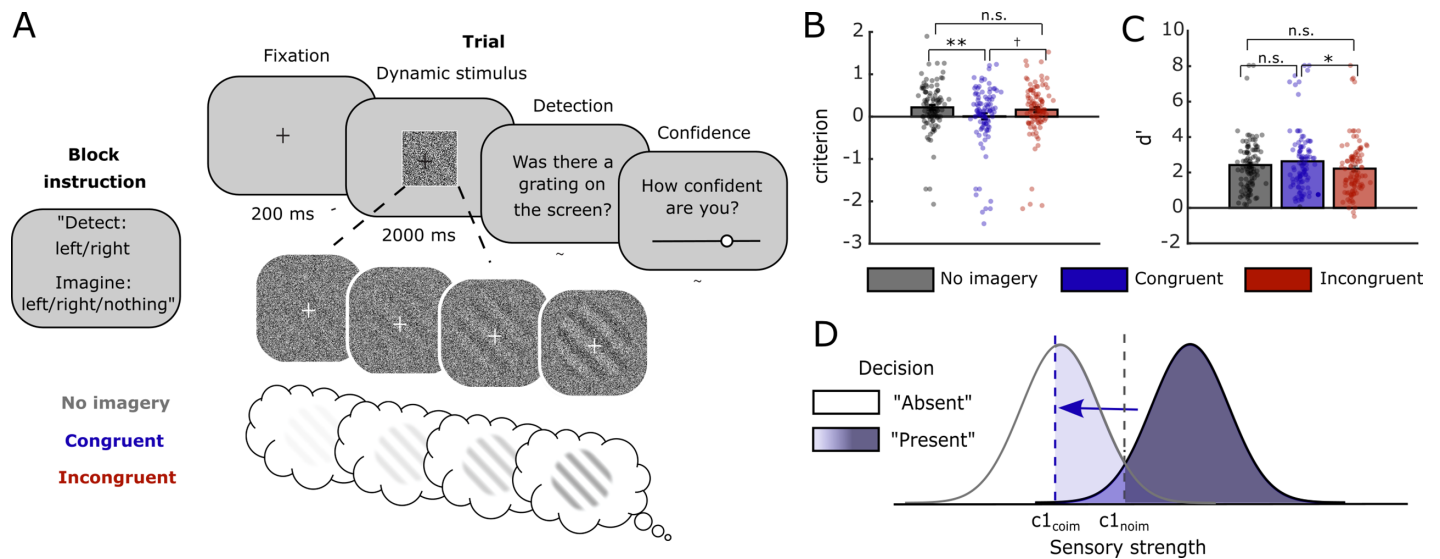 A
Block
instruction
"Detect:
left/right
Imagine:
left/right/nothing"
No imagery
Congruent
Incongruent
Trial
Fixation
Dynamic stimulus
Detection
Confidence
200 ms
2000 ms
Was there a
grating on
the screen?
How confident
are you?
~
~
B
criterion
2
1
0
-1
-2
-3
n.s.
**
†
C
d'
10
8
6
4
2
0
-2
n.s.
n.s.
*
No imagery
Congruent
Incongruent
D
Decision
"Absent"
"Present"
c1coim
c1noim
Sensory strength